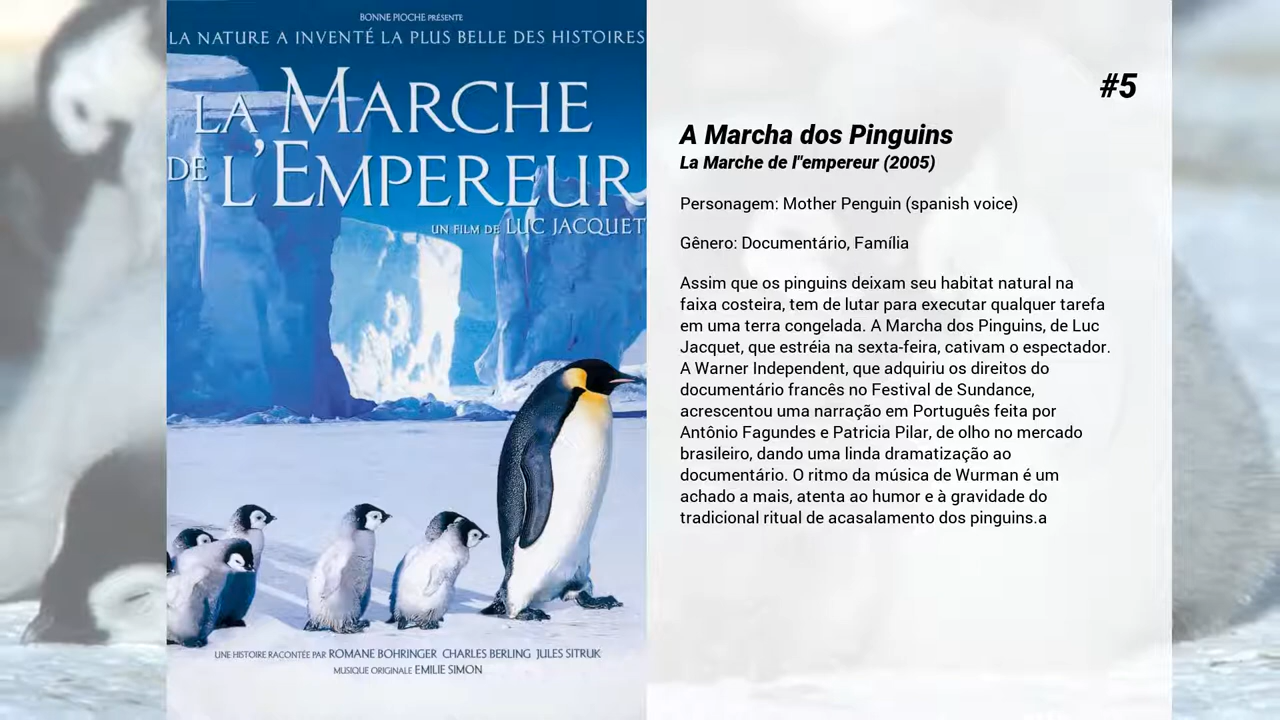 BONNE PIOCHE PRÉSENTE
LA NATURE A INVENTÉ LA PLUS BELLE DES HISTOIRES
LA MARCHE
DE L'EMPEREUR
UN FILM DE LUC JACQUET
UNE HISTOIRE RACONTÉE PAR ROMANE BOHRINGER CHARLES BERLING JULES SITRUK
MUSIQUE ORIGINALE EMILIE SIMON
#5
A Marcha dos Pinguins
La Marche de l"empereur (2005)
Personagem: Mother Penguin (spanish voice)
Gênero: Documentário, Família
Assim que os pinguins deixam seu habitat natural na
faixa costeira, tem de lutar para executar qualquer tarefa
em uma terra congelada. A Marcha dos Pinguins, de Luc
Jacquet, que estréia na sexta-feira, cativam o espectador.
A Warner Independent, que adquiriu os direitos do
documentário francês no Festival de Sundance,
acrescentou uma narração em Português feita por
Antônio Fagundes e Patricia Pilar, de olho no mercado
brasileiro, dando uma linda dramatização ao
documentário. O ritmo da música de Wurman é um
achado a mais, atenta ao humor e à gravidade do
tradicional ritual de acasalamento dos pinguins.a